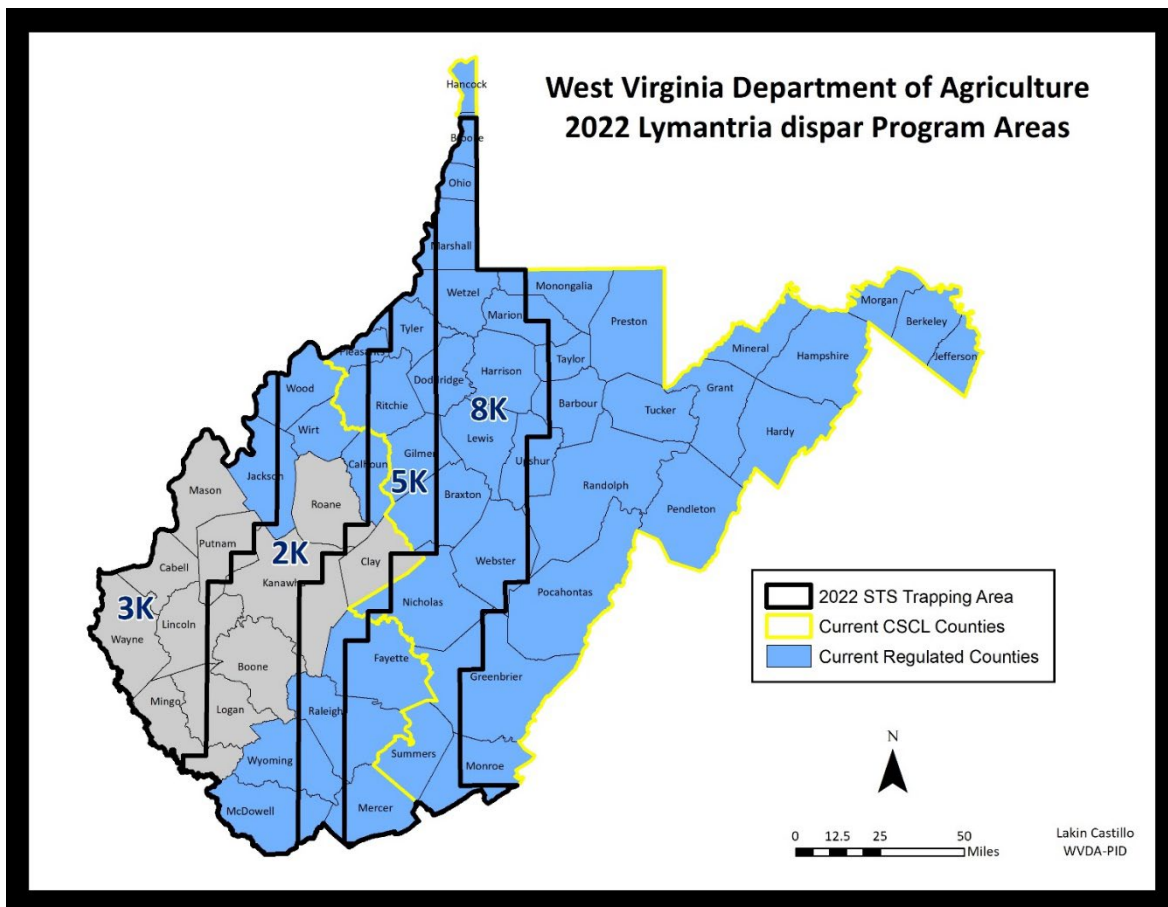 West Virginia Department of Agriculture
2022 Lymantria dispar Program Areas
Hancock
Brooke
Ohio
Marshall
Wetzel
Monongalia
Marion
Preston
Morgan
Berkeley
Jefferson
Tyler
Pleasants
Taylor
Mineral
Hampshire
Wood
Doddridge
Harrison
Grant
Ritchie
8K
Barbour
Tucker
Wirt
Hardy
Lewis
Gilmer
Calhoun
Upshur
Jackson
5K
Randolph
Mason
Braxton
Pendleton
Roane
Putnam
2K
Clay
Webster
Cabell
Kanawha
Pocahontas
3K
Nicholas
Lincoln
Wayne
Fayette
Boone
Greenbrier
Mingo
Logan
Raleigh
Summers
Wyoming
Monroe
McDowell
Mercer
2022 STS Trapping Area
Current CSCL Counties
Current Regulated Counties
N
0 12.5 25 50
Miles
Lakin Castillo
WVDA-PID